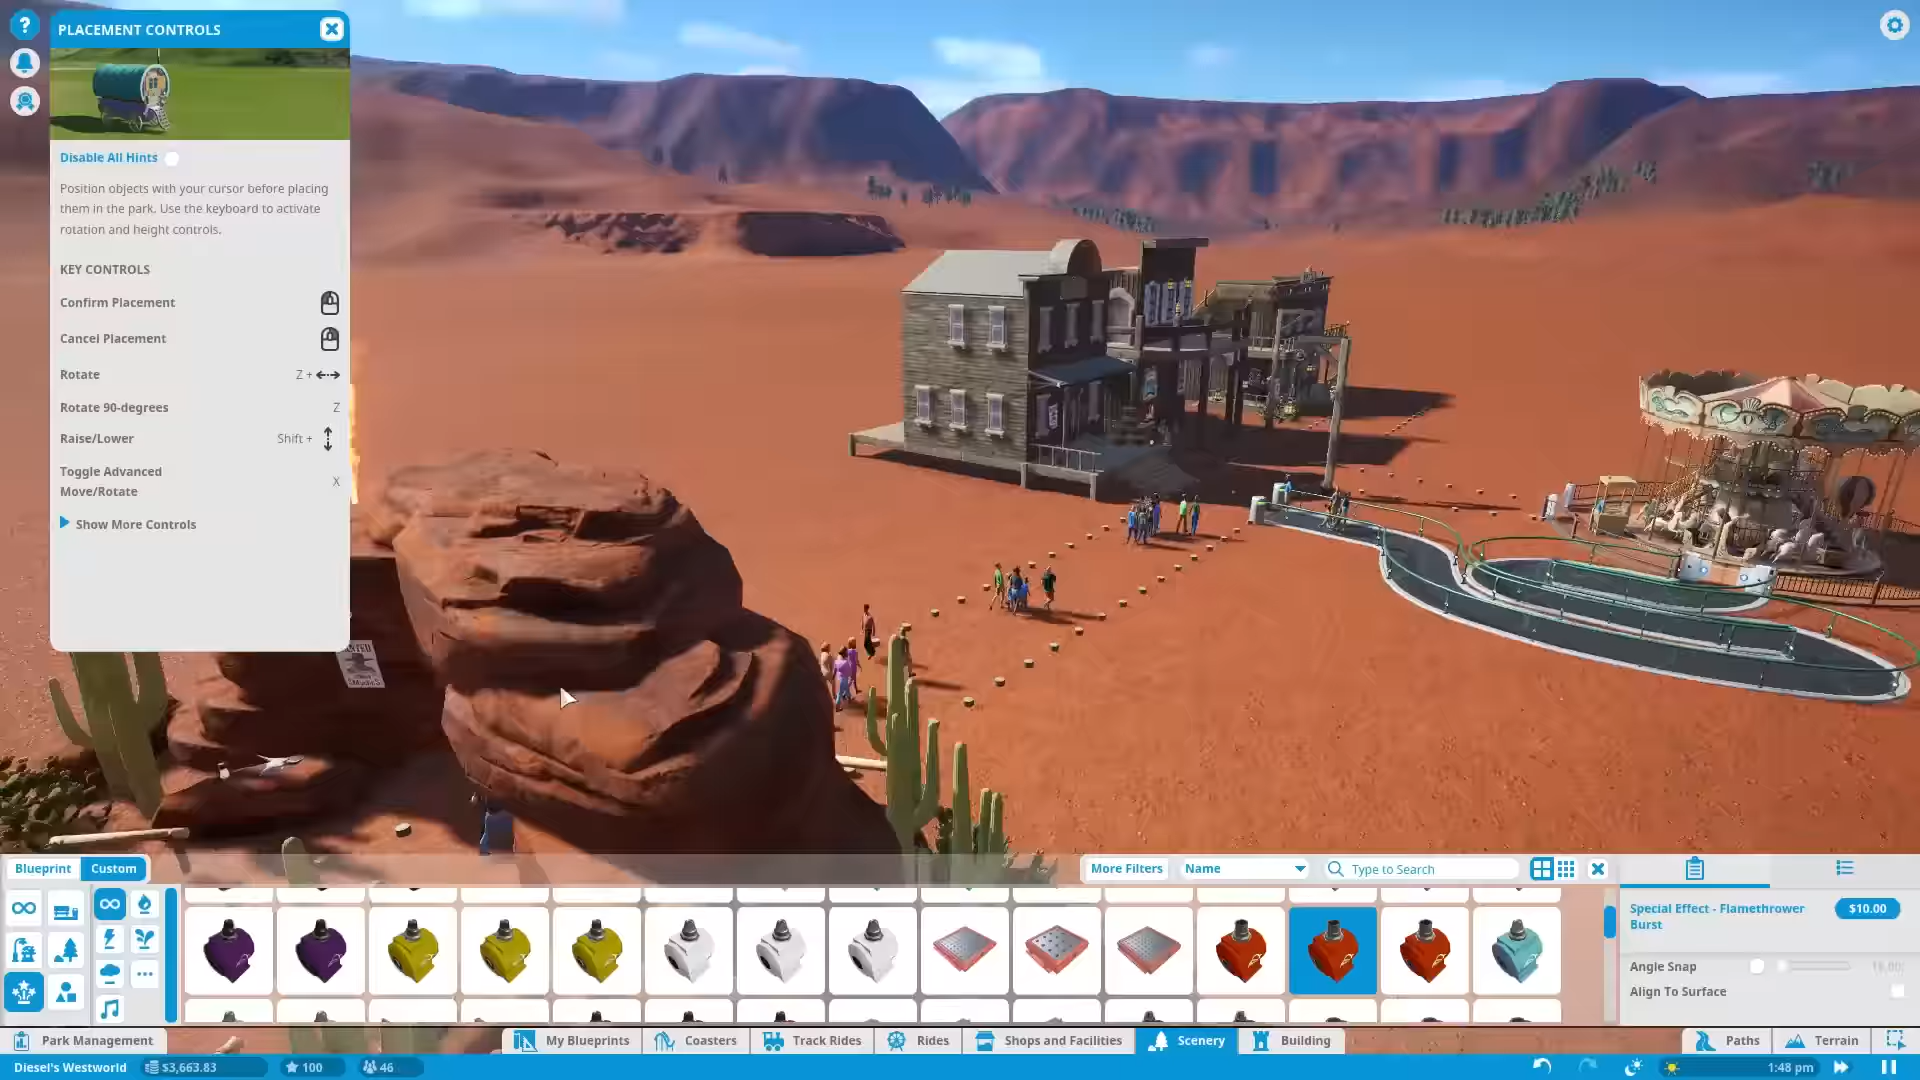 PLACEMENT CONTROLS
Disable All Hints
Position objects with your cursor before placing
them in the park. Use the keyboard to activate
rotation and height controls.
KEY CONTROLS
Confirm Placement
Cancel Placement
Rotate Z +
Rotate 90-degrees Z
Raise/Lower Shift +
Toggle Advanced
Move/Rotate X
Show More Controls
Blueprint Custom
More Filters Name Type to Search
Special Effect - Flamethrower
Burst
$10.00
Angle Snap
Align To Surface
Park Management My Blueprints Coasters Track Rides Rides Shops and Facilities Scenery Building Paths Terrain
Diesel's Westworld $3,663.83 100 46 1:48 pm